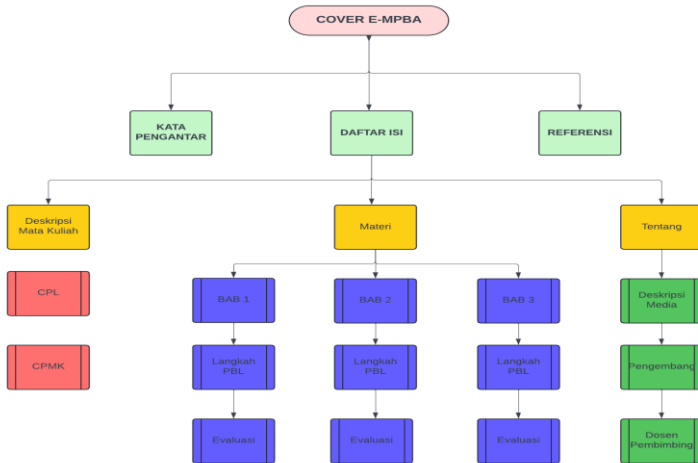 COVER E-MPBA
KATA
PENGANTAR
DAFTAR ISI
REFERENSI
Deskripsi
Mata Kuliah
Materi
Tentang
CPL
BAB 1
BAB 2
BAB 3
Deskripsi
Media
CPMK
Langkah
PBL
Langkah
PBL
Langkah
PBL
Pengembang
Evaluasi
Evaluasi
Evaluasi
Dosen
Pembimbing